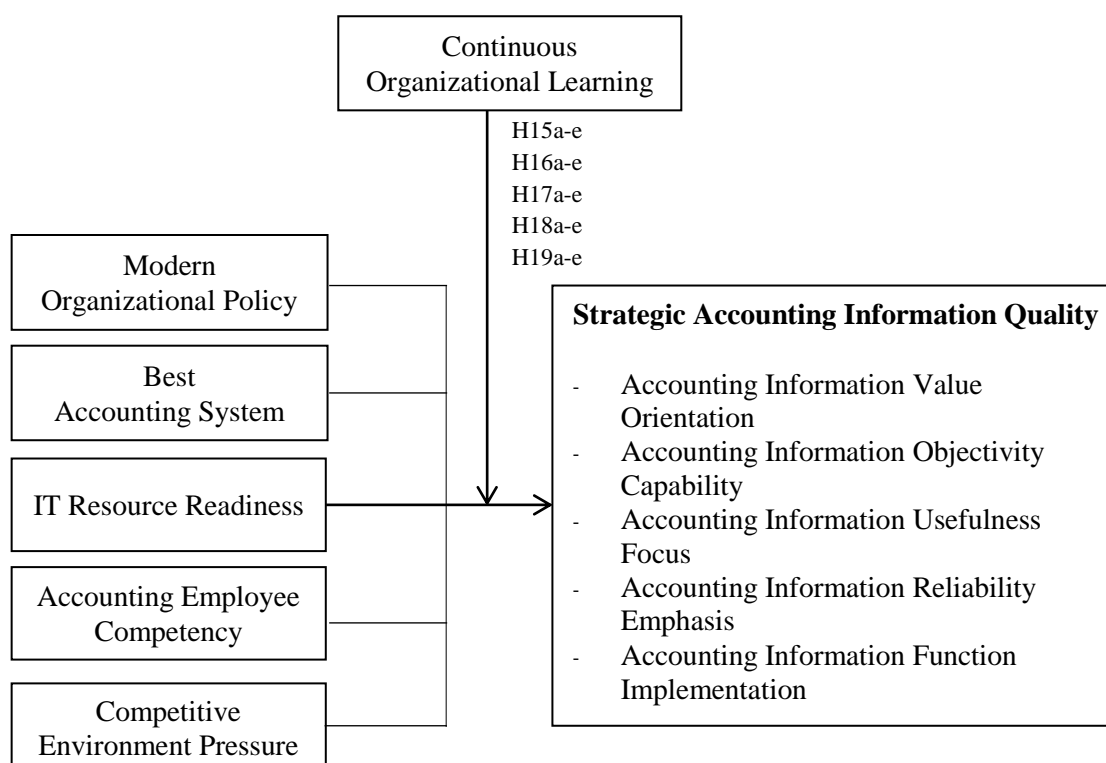 Continuous
Organizational Learning
H15a-e
H16a-e
H17a-e
H18a-e
H19a-e
Modern
Organizational Policy
Best
Accounting System
IT Resource Readiness
Accounting Employee
Competency
Competitive
Environment Pressure
Strategic Accounting Information Quality
- Accounting Information Value
Orientation
- Accounting Information Objectivity
Capability
- Accounting Information Usefulness
Focus
- Accounting Information Reliability
Emphasis
- Accounting Information Function
Implementation